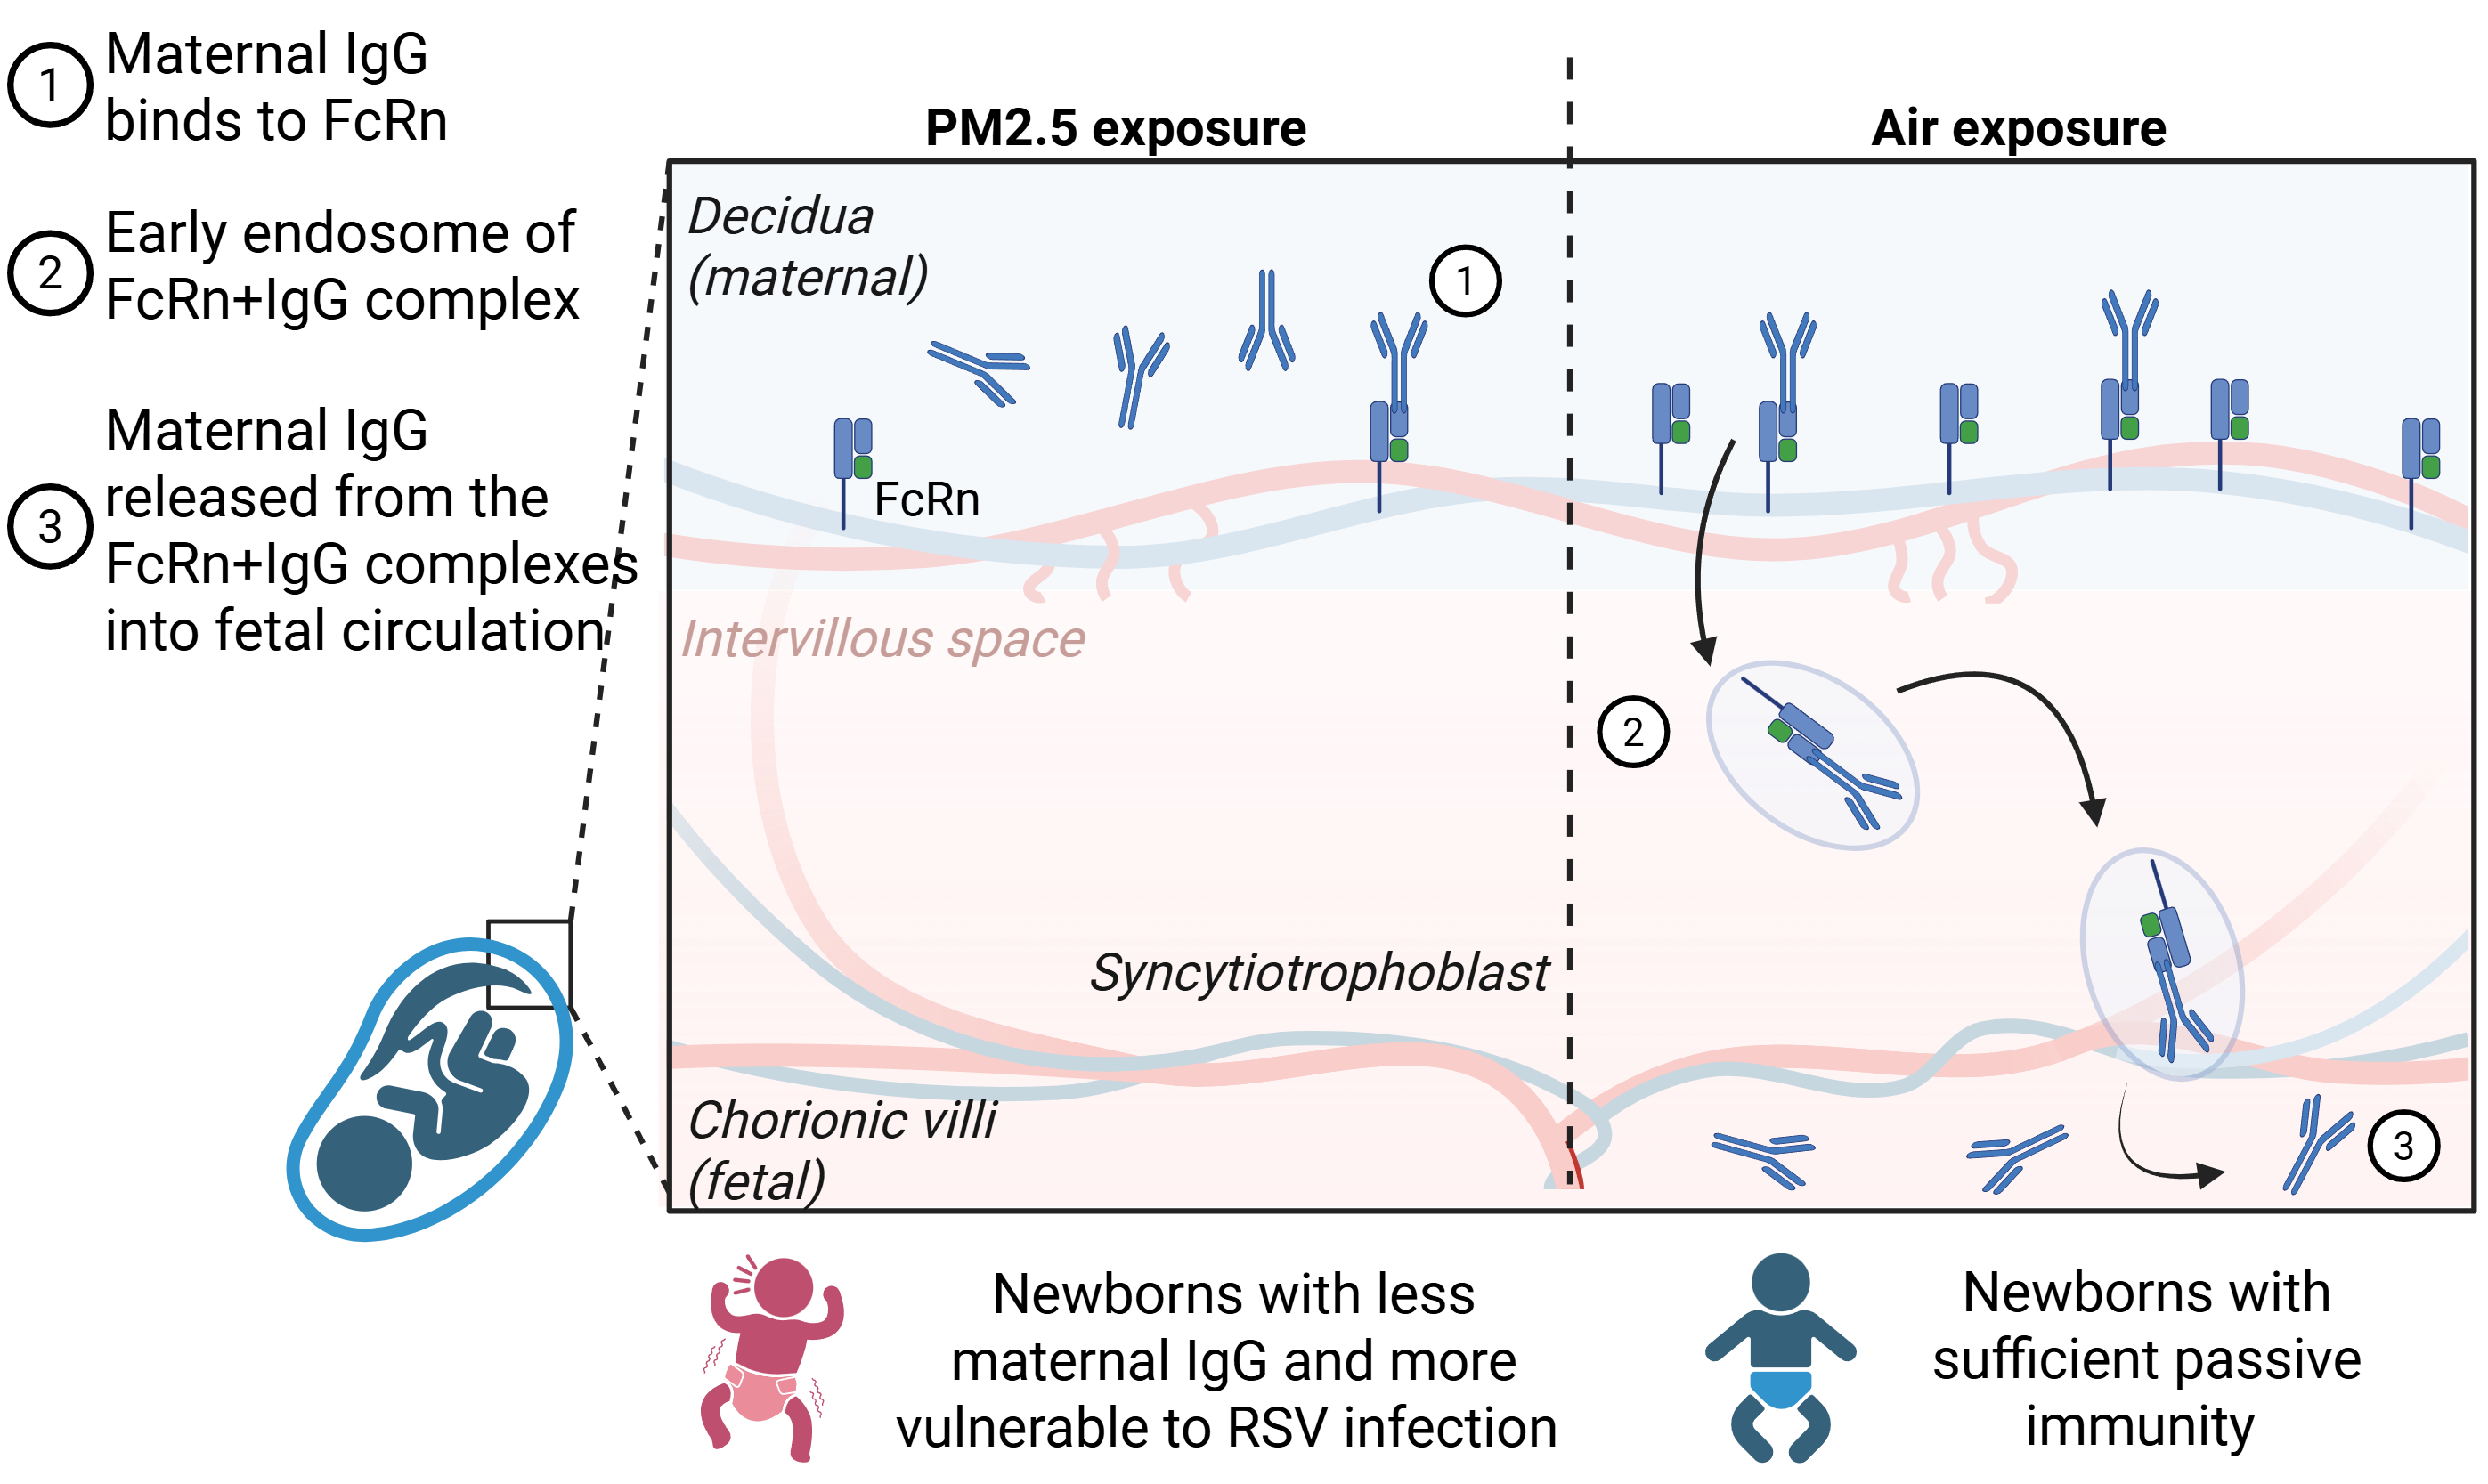 1
Maternal IgG
binds to FcRn
2
Early endosome of
FcRn+IgG complex
3
Maternal IgG
released from the
FcRn+IgG complexes
into fetal circulation
PM2.5 exposure
Air exposure
Decidua
(maternal)
1
FcRn
Intervillous space
2
Syncytiotrophoblast
Chorionic villi
(fetal)
3
Newborns with less
maternal IgG and more
vulnerable to RSV infection
Newborns with
sufficient passive
immunity